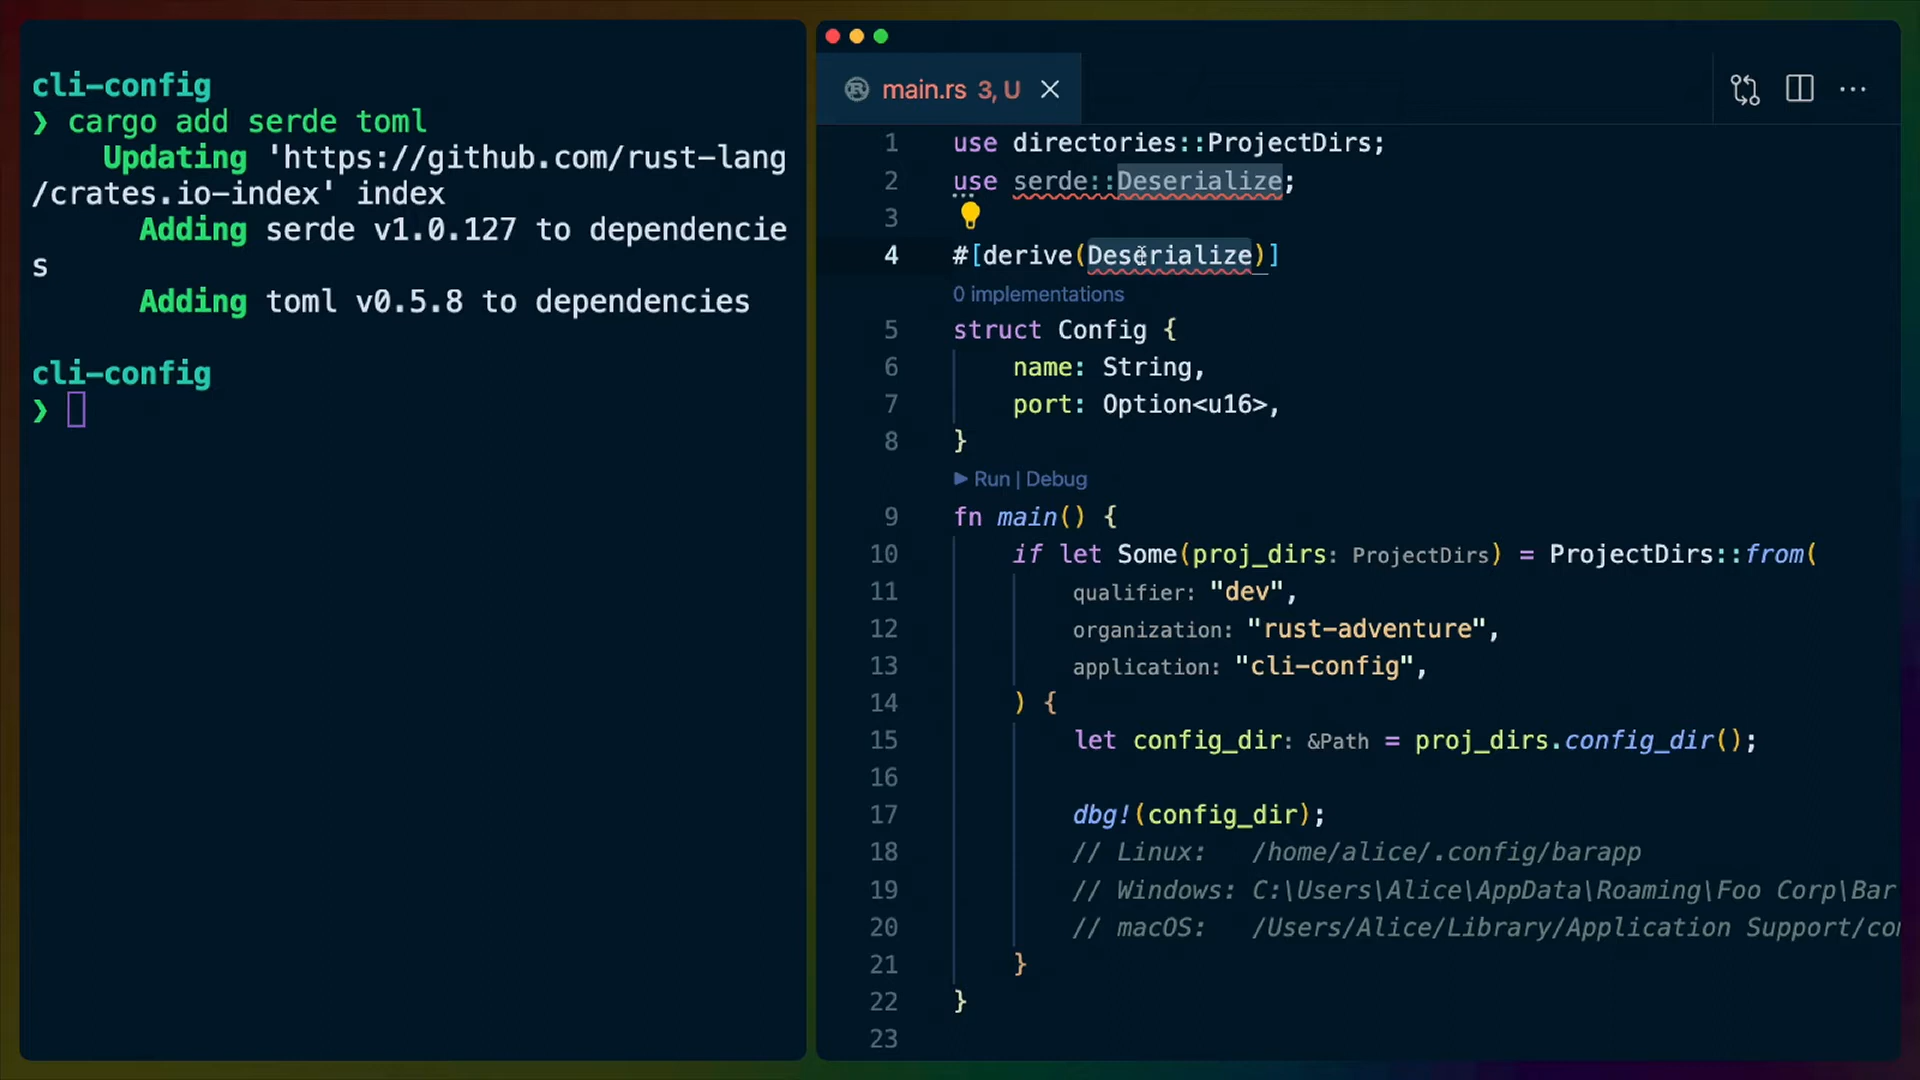 cli-config
❯ cargo add serde toml
Updating 'https://github.com/rust-lang
/crates.io-index' index
Adding serde v1.0.127 to dependencie
s
Adding toml v0.5.8 to dependencies
cli-config
❯
main.rs 3, U
1 use directories::ProjectDirs;
2 use serde::Deserialize;
3
4 #[derive(Deserialize)]
0 implementations
5 struct Config {
6 name: String,
7 port: Option<u16>,
8 }
▶ Run | Debug
9 fn main() {
10 if let Some(proj_dirs: ProjectDirs) = ProjectDirs::from(
11 qualifier: "dev",
12 organization: "rust-adventure",
13 application: "cli-config",
14 ) {
15 let config_dir: &Path = proj_dirs.config_dir();
16
17 dbg!(config_dir);
18 // Linux: /home/alice/.config/barapp
19 // Windows: C:\Users\Alice\AppData\Roaming\Foo Corp\Bar
20 // macOS: /Users/Alice/Library/Application Support/co
21 }
22 }
23